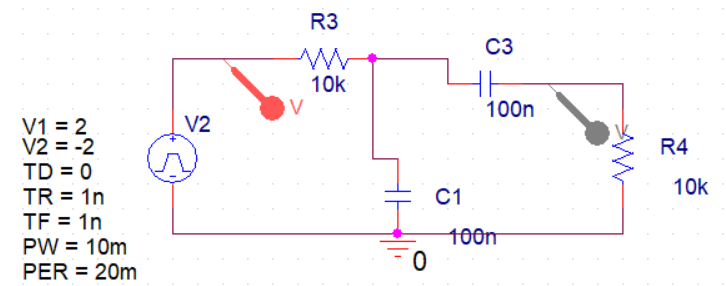 R3
10k
C3
100n
V
V
V2
V1 = 2
V2 = -2
TD = 0
TR = 1n
TF = 1n
PW = 10m
PER = 20m
R4
10k
C1
100n
0